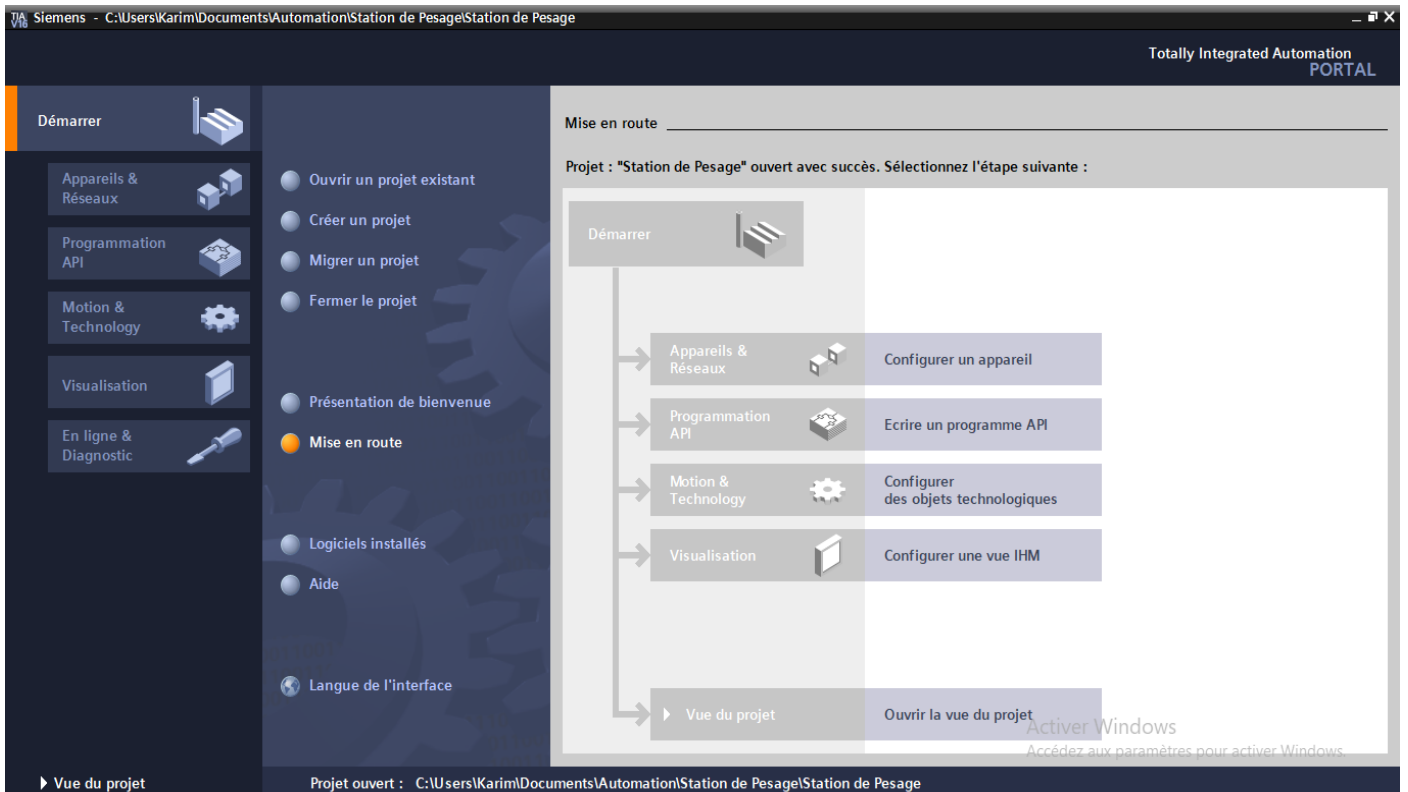 TIA V16 Siemens - C:\Users\Karim\Documents\Automation\Station de Pesage\Station de Pesage
Totally Integrated Automation
PORTAL
Démarrer
Appareils &
Réseaux
Programmation
API
Motion &
Technology
Visualisation
En ligne &
Diagnostic
Vue du projet
Ouvrir un projet existant
Créer un projet
Migrer un projet
Fermer le projet
Présentation de bienvenue
Mise en route
Logiciels installés
Aide
Langue de l'interface
Mise en route
Projet : "Station de Pesage" ouvert avec succès. Sélectionnez l'étape suivante :
Démarrer
Appareils &
Réseaux
Configurer un appareil
Programmation
API
Ecrire un programme API
Motion &
Technology
Configurer
des objets technologiques
Visualisation
Configurer une vue IHM
Vue du projet
Ouvrir la vue du projet
Activer Windows
Accédez aux paramètres pour activer Windows.
Projet ouvert : C:\Users\Karim\Documents\Automation\Station de Pesage\Station de Pesage